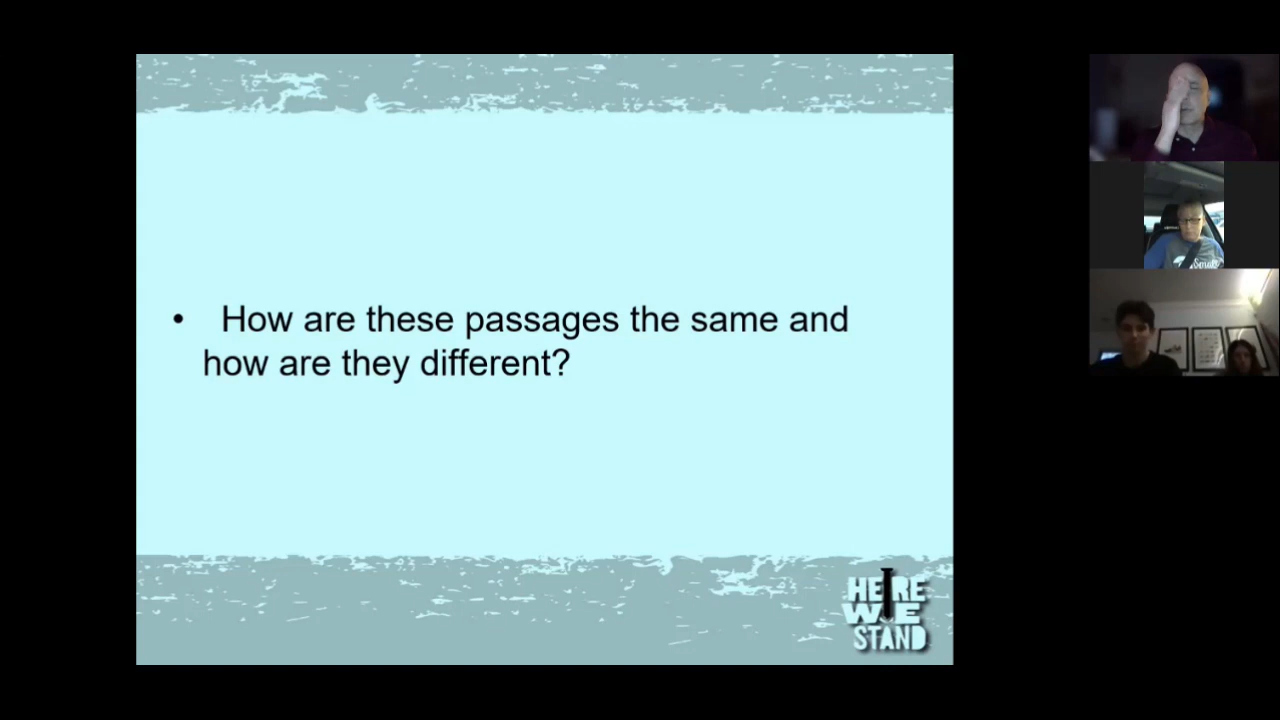 • How are these passages the same and
how are they different?
HERE
WE
STAND